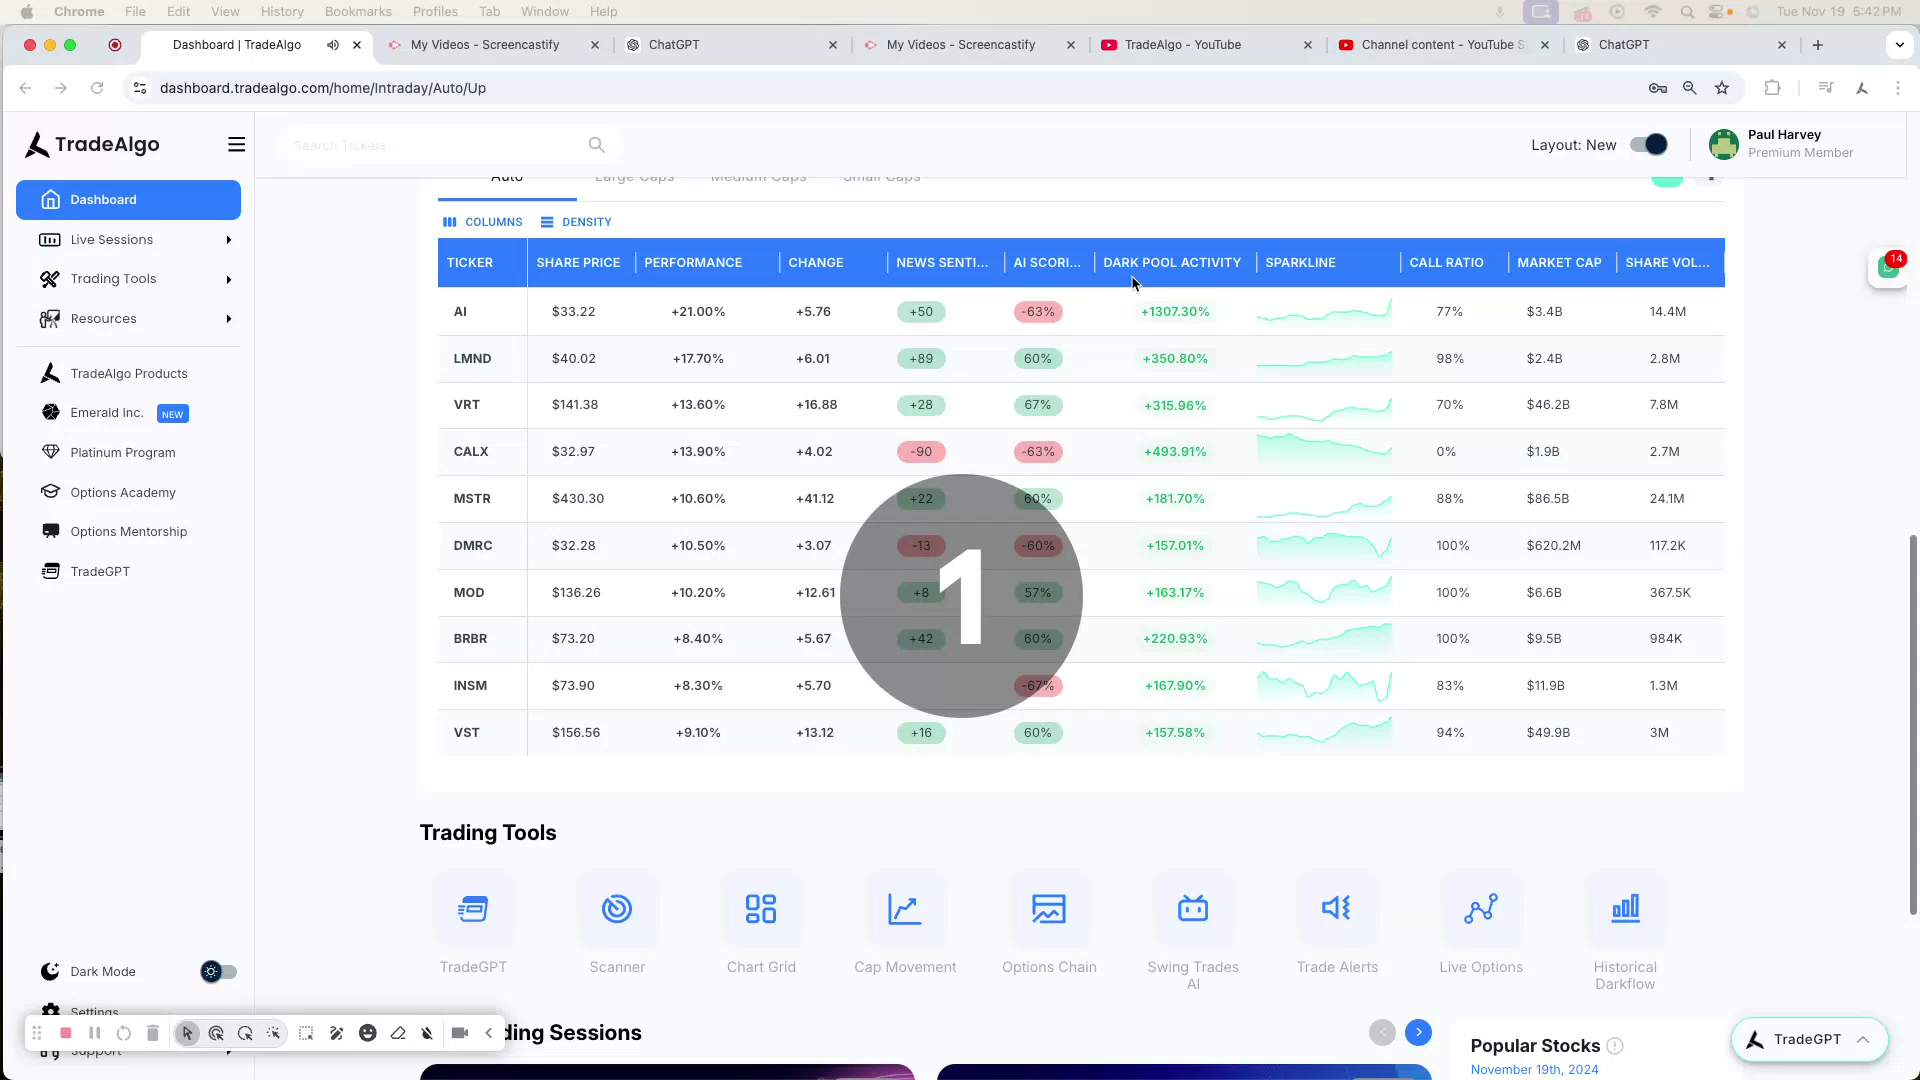 Chrome File Edit View History Bookmarks Profiles Tab Window Help Tue Nov 19 5:42 PM
Dashboard | TradeAlgo My Videos - Screencastify ChatGPT My Videos - Screencastify TradeAlgo - YouTube Channel content - YouTube S ChatGPT
dashboard.tradealgo.com/home/Intraday/Auto/Up
TradeAlgo
Search Tickers...
Layout: New
Paul Harvey
Premium Member
Dashboard
Live Sessions
Trading Tools
Resources
TradeAlgo Products
Emerald Inc. NEW
Platinum Program
Options Academy
Options Mentorship
TradeGPT
Dark Mode
Settings
Support
Auto Large Caps Medium Caps Small Caps
COLUMNS DENSITY
TICKER SHARE PRICE PERFORMANCE CHANGE NEWS SENTI... AI SCORI... DARK POOL ACTIVITY SPARKLINE CALL RATIO MARKET CAP SHARE VOL...
AI $33.22 +21.00% +5.76 +50 -63% +1307.30% 77% $3.4B 14.4M
LMND $40.02 +17.70% +6.01 +89 60% +350.80% 98% $2.4B 2.8M
VRT $141.38 +13.60% +16.88 +28 67% +315.96% 70% $46.2B 7.8M
CALX $32.97 +13.90% +4.02 -90 -63% +493.91% 0% $1.9B 2.7M
MSTR $430.30 +10.60% +41.12 +22 60% +181.70% 88% $86.5B 24.1M
DMRC $32.28 +10.50% +3.07 -13 -60% +157.01% 100% $620.2M 117.2K
MOD $136.26 +10.20% +12.61 +8 57% +163.17% 100% $6.6B 367.5K
BRBR $73.20 +8.40% +5.67 +42 60% +220.93% 100% $9.5B 984K
INSM $73.90 +8.30% +5.70 -67% +167.90% 83% $11.9B 1.3M
VST $156.56 +9.10% +13.12 +16 60% +157.58% 94% $49.9B 3M
1
14
Trading Tools
TradeGPT Scanner Chart Grid Cap Movement Options Chain Swing Trades AI Trade Alerts Live Options Historical Darkflow
ding Sessions
Popular Stocks
November 19th, 2024
TradeGPT